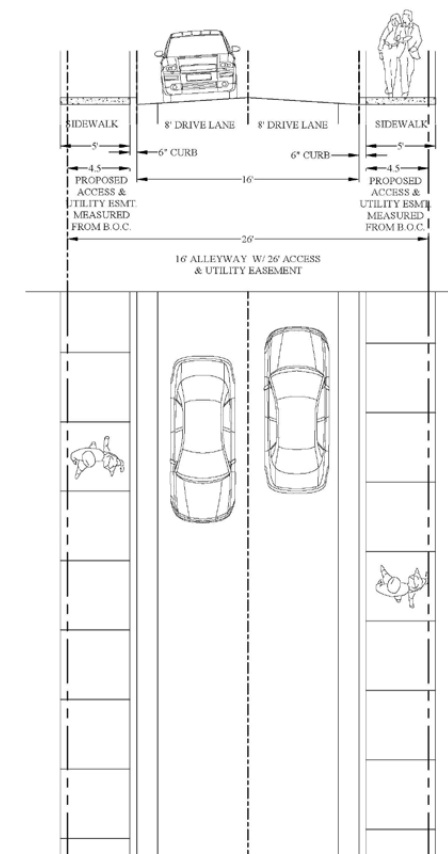 SIDEWALK 8' DRIVE LANE 8' DRIVE LANE SIDEWALK
5' 6" CURB 6" CURB 5'
4.5 16' 4.5
PROPOSED
ACCESS &
UTILITY ESMT.
MEASURED
FROM B.O.C.
PROPOSED
ACCESS &
UTILITY ESMT.
MEASURED
FROM B.O.C.
26'
16' ALLEYWAY W/ 26' ACCESS
& UTILITY EASEMENT